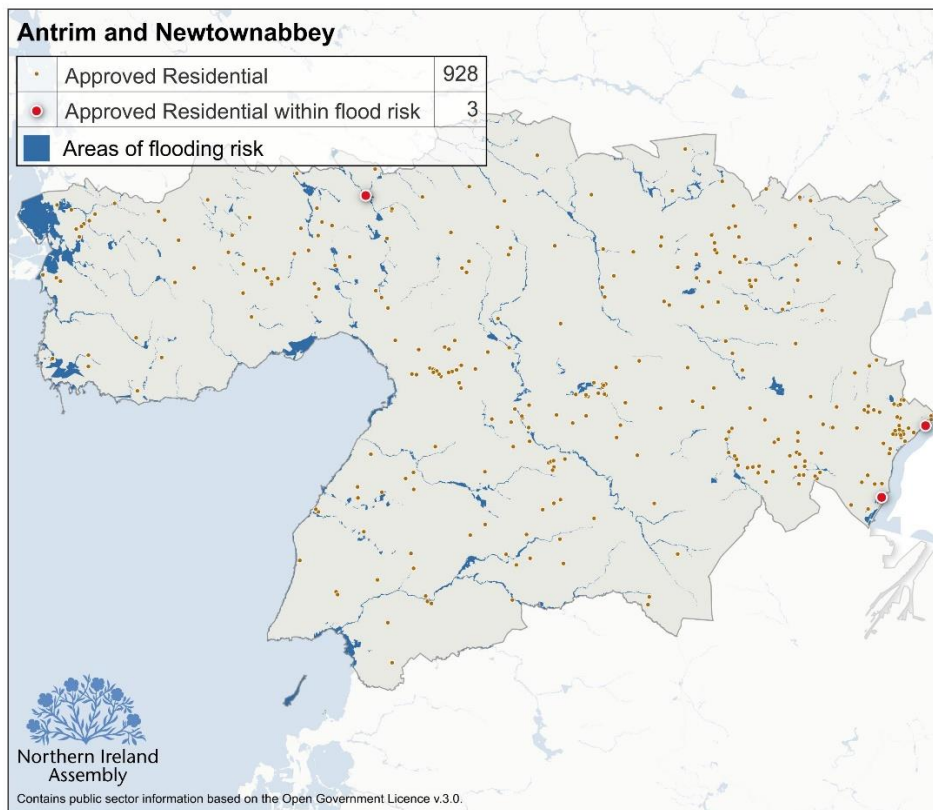 Antrim and Newtownabbey
Approved Residential 928
Approved Residential within flood risk 3
Areas of flooding risk
Northern Ireland
Assembly
Contains public sector information based on the Open Government Licence v.3.0.